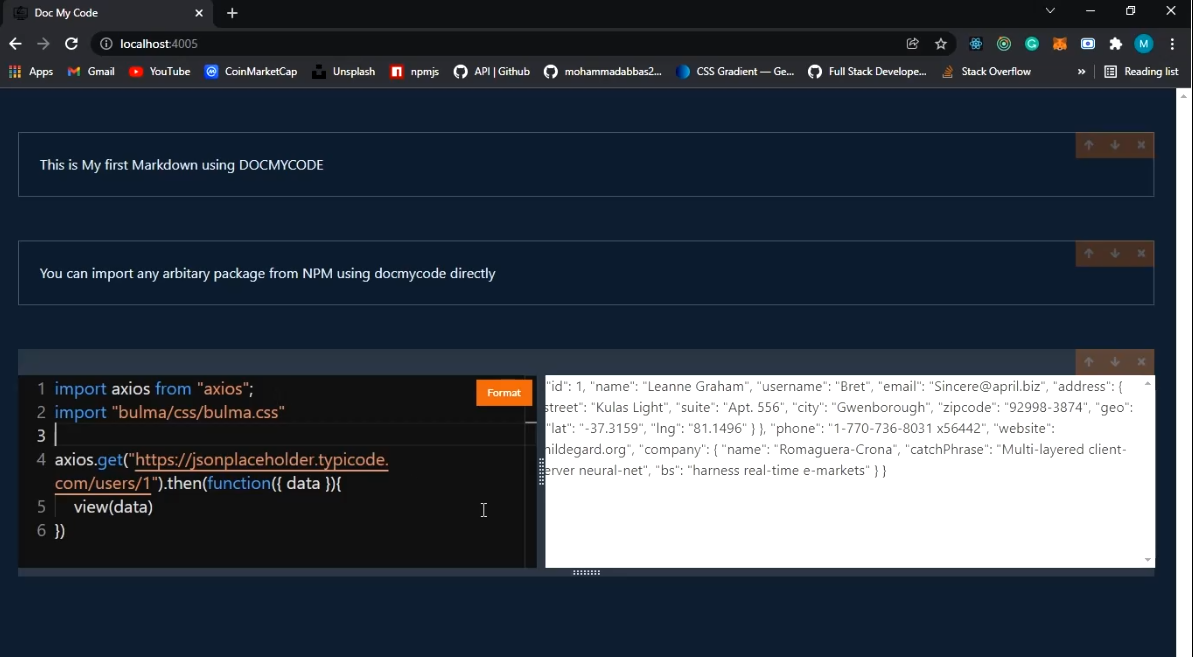 Doc My Code
localhost:4005
M
Apps Gmail YouTube CoinMarketCap Unsplash npmjs API | Github mohammadabbas2... CSS Gradient — Ge... Full Stack Develope... Stack Overflow » Reading list
This is My first Markdown using DOCMYCODE
You can import any arbitary package from NPM using docmycode directly
1 import axios from "axios";
2 import "bulma/css/bulma.css"
3
4 axios.get("https://jsonplaceholder.typicode.
com/users/1").then(function({ data }){
5 view(data)
6 })
Format
"id": 1, "name": "Leanne Graham", "username": "Bret", "email": "Sincere@april.biz", "address": {
street": "Kulas Light", "suite": "Apt. 556", "city": "Gwenborough", "zipcode": "92998-3874", "geo":
"lat": "-37.3159", "lng": "81.1496" } }, "phone": "1-770-736-8031 x56442", "website":
hildegard.org", "company": { "name": "Romaguera-Crona", "catchPhrase": "Multi-layered client-
erver neural-net", "bs": "harness real-time e-markets" } }